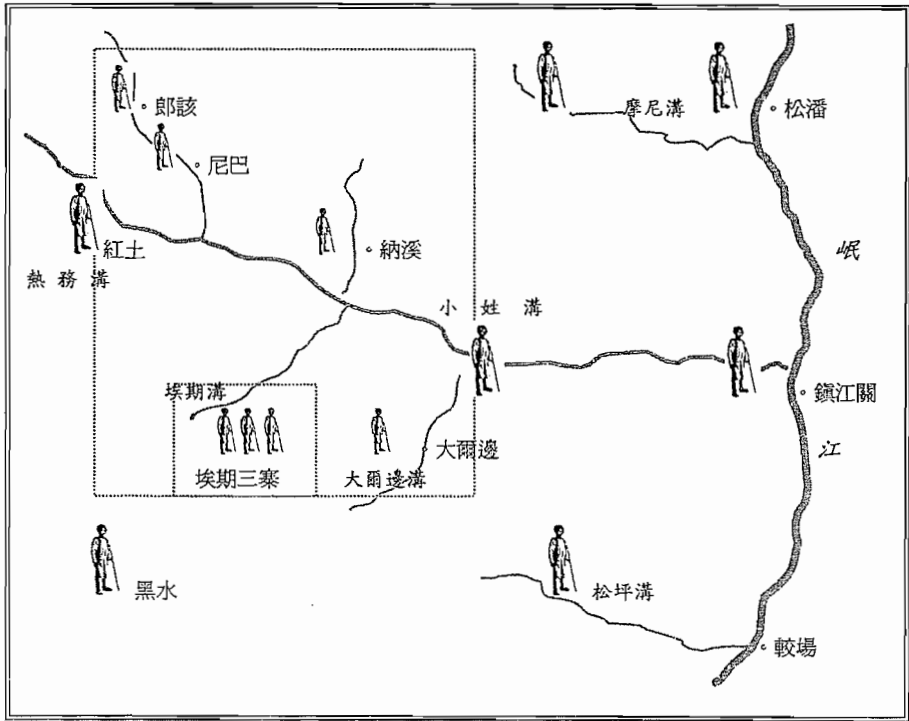 郎該
摩尼溝
松潘
尼巴
紅土
納溪
岷
熱務溝
小姓溝
埃期溝
鎮江關
大爾邊
江
埃期三寨
大爾邊溝
黑水
松坪溝
較場